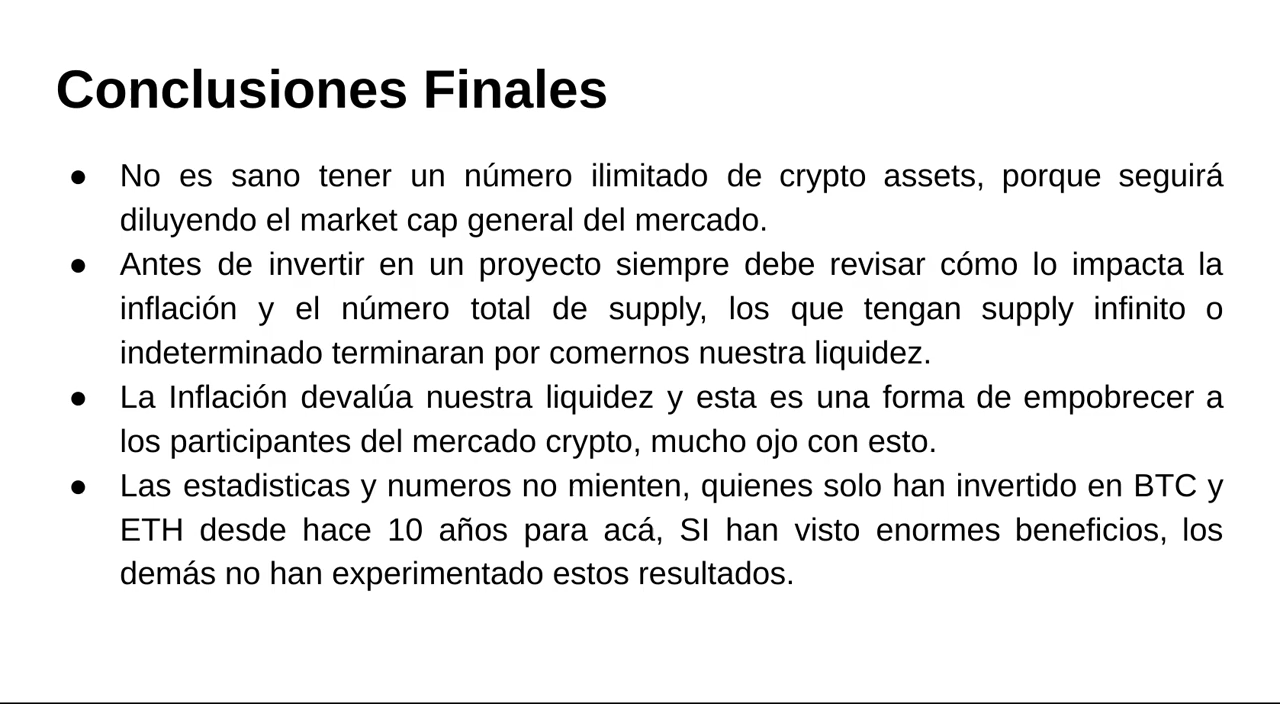 Conclusiones Finales
● No es sano tener un número ilimitado de crypto assets, porque seguirá
diluyendo el market cap general del mercado.
● Antes de invertir en un proyecto siempre debe revisar cómo lo impacta la
inflación y el número total de supply, los que tengan supply infinito o
indeterminado terminaran por comernos nuestra liquidez.
● La Inflación devalúa nuestra liquidez y esta es una forma de empobrecer a
los participantes del mercado crypto, mucho ojo con esto.
● Las estadisticas y numeros no mienten, quienes solo han invertido en BTC y
ETH desde hace 10 años para acá, SI han visto enormes beneficios, los
demás no han experimentado estos resultados.